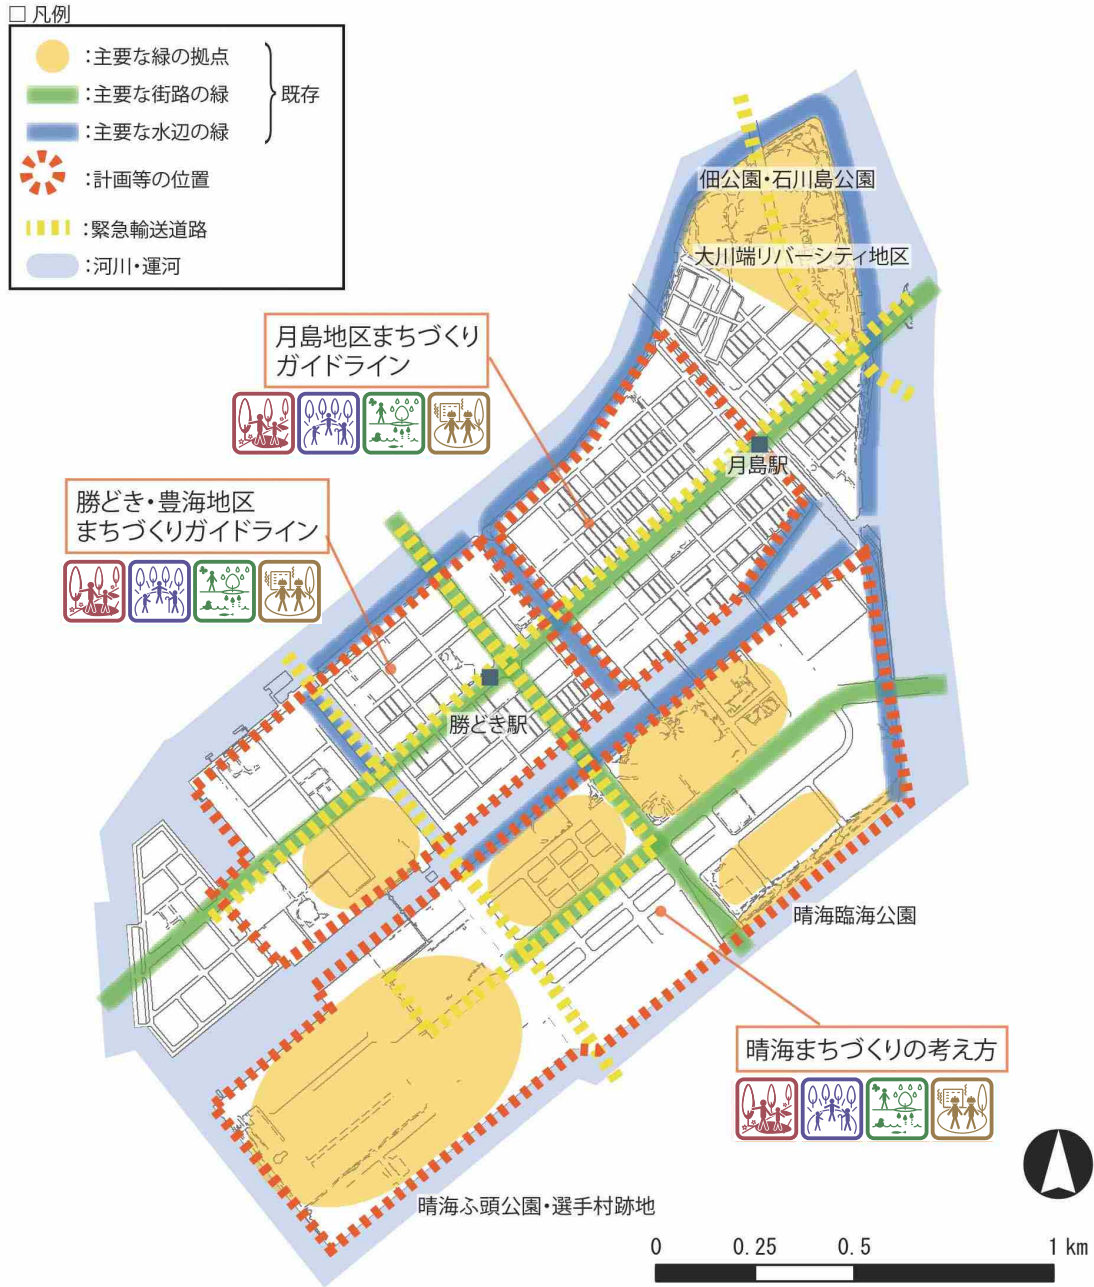 □ 凡例
:主要な緑の拠点
:主要な街路の緑
:主要な水辺の緑
既存
:計画等の位置
:緊急輸送道路
:河川・運河
佃公園・石川島公園
大川端リバーシティ地区
月島地区まちづくり
ガイドライン
月島駅
勝どき・豊海地区
まちづくりガイドライン
勝どき駅
晴海臨海公園
晴海まちづくりの考え方
晴海ふ頭公園・選手村跡地
0 0.25 0.5 1 km